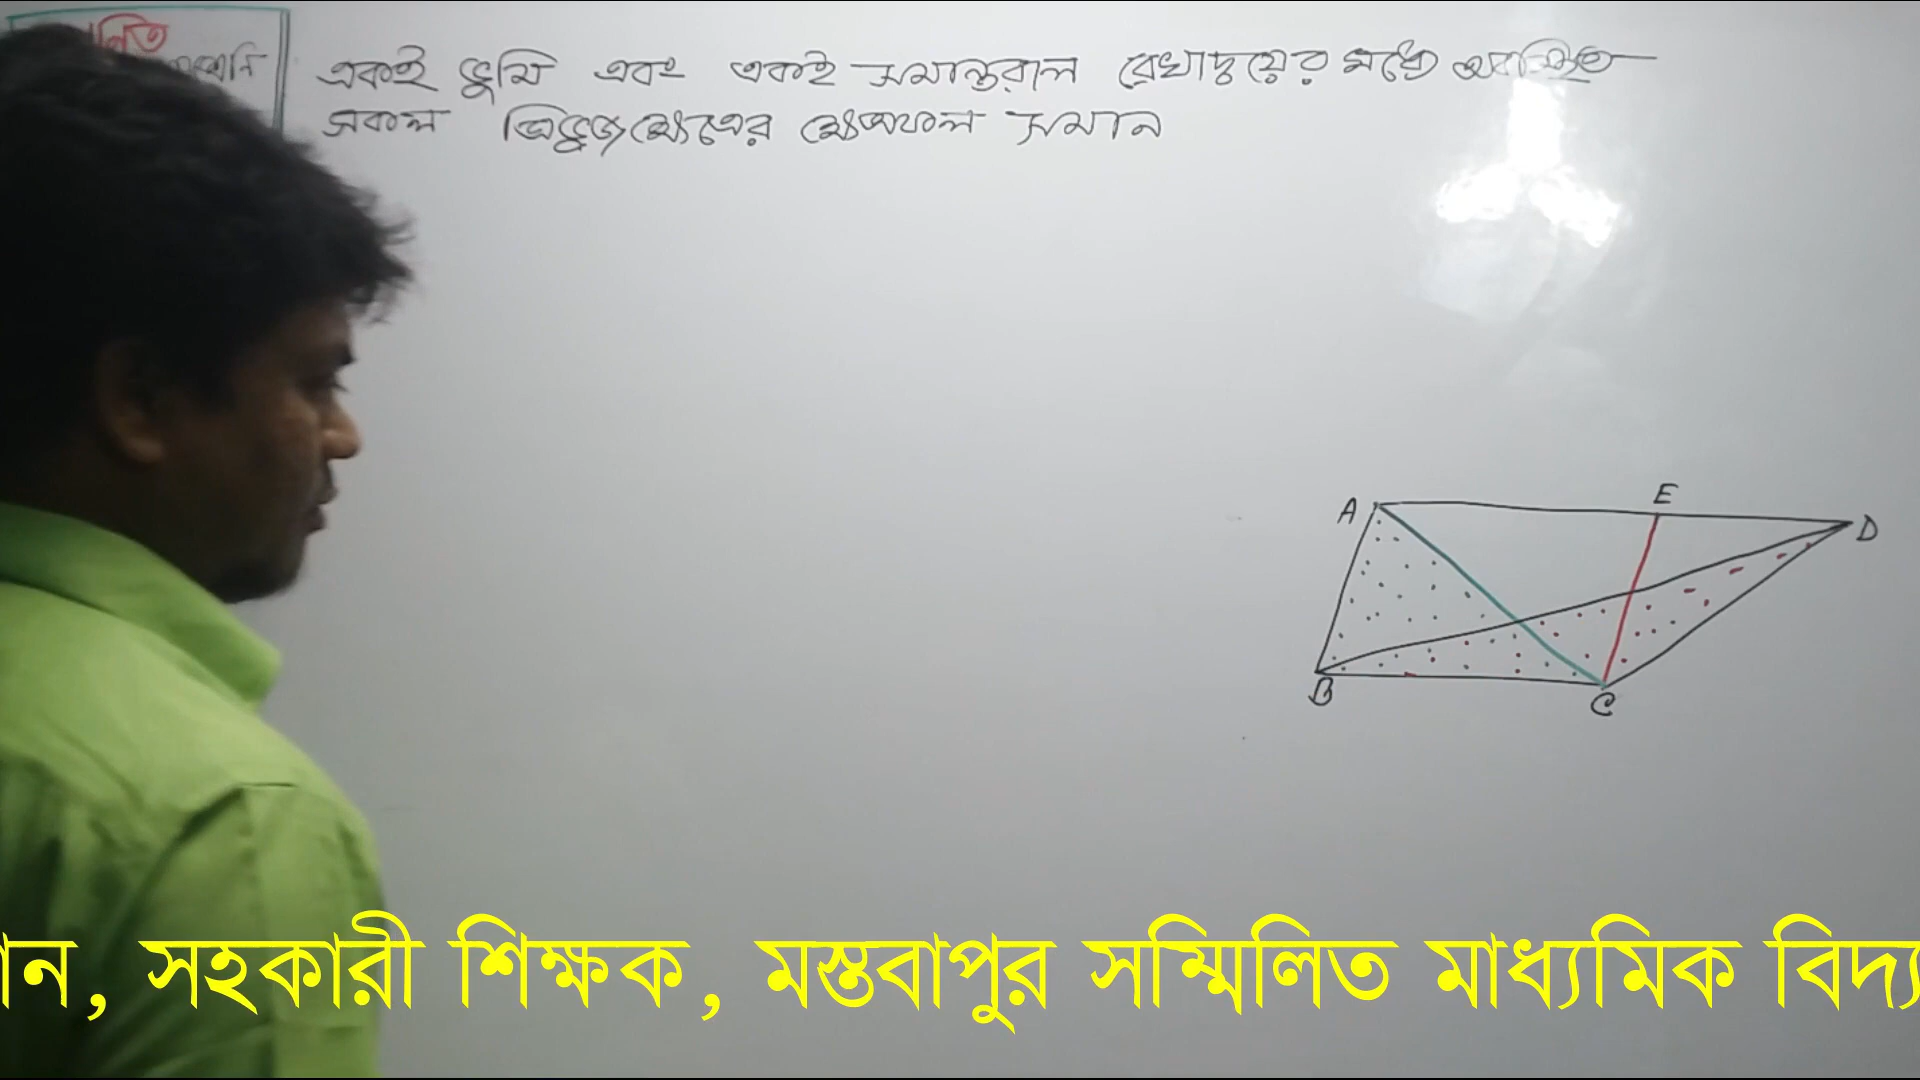 একই ভুমি এবং একই সমান্তরাল রেখাদ্বয়ের মধ্যে অবস্থিত
সকল ত্রিভুজক্ষেত্রের ক্ষেত্রফল সমান
E
A
D
B
C
সহকারী শিক্ষক, মস্তবাপুর সম্মিলিত মাধ্যমিক